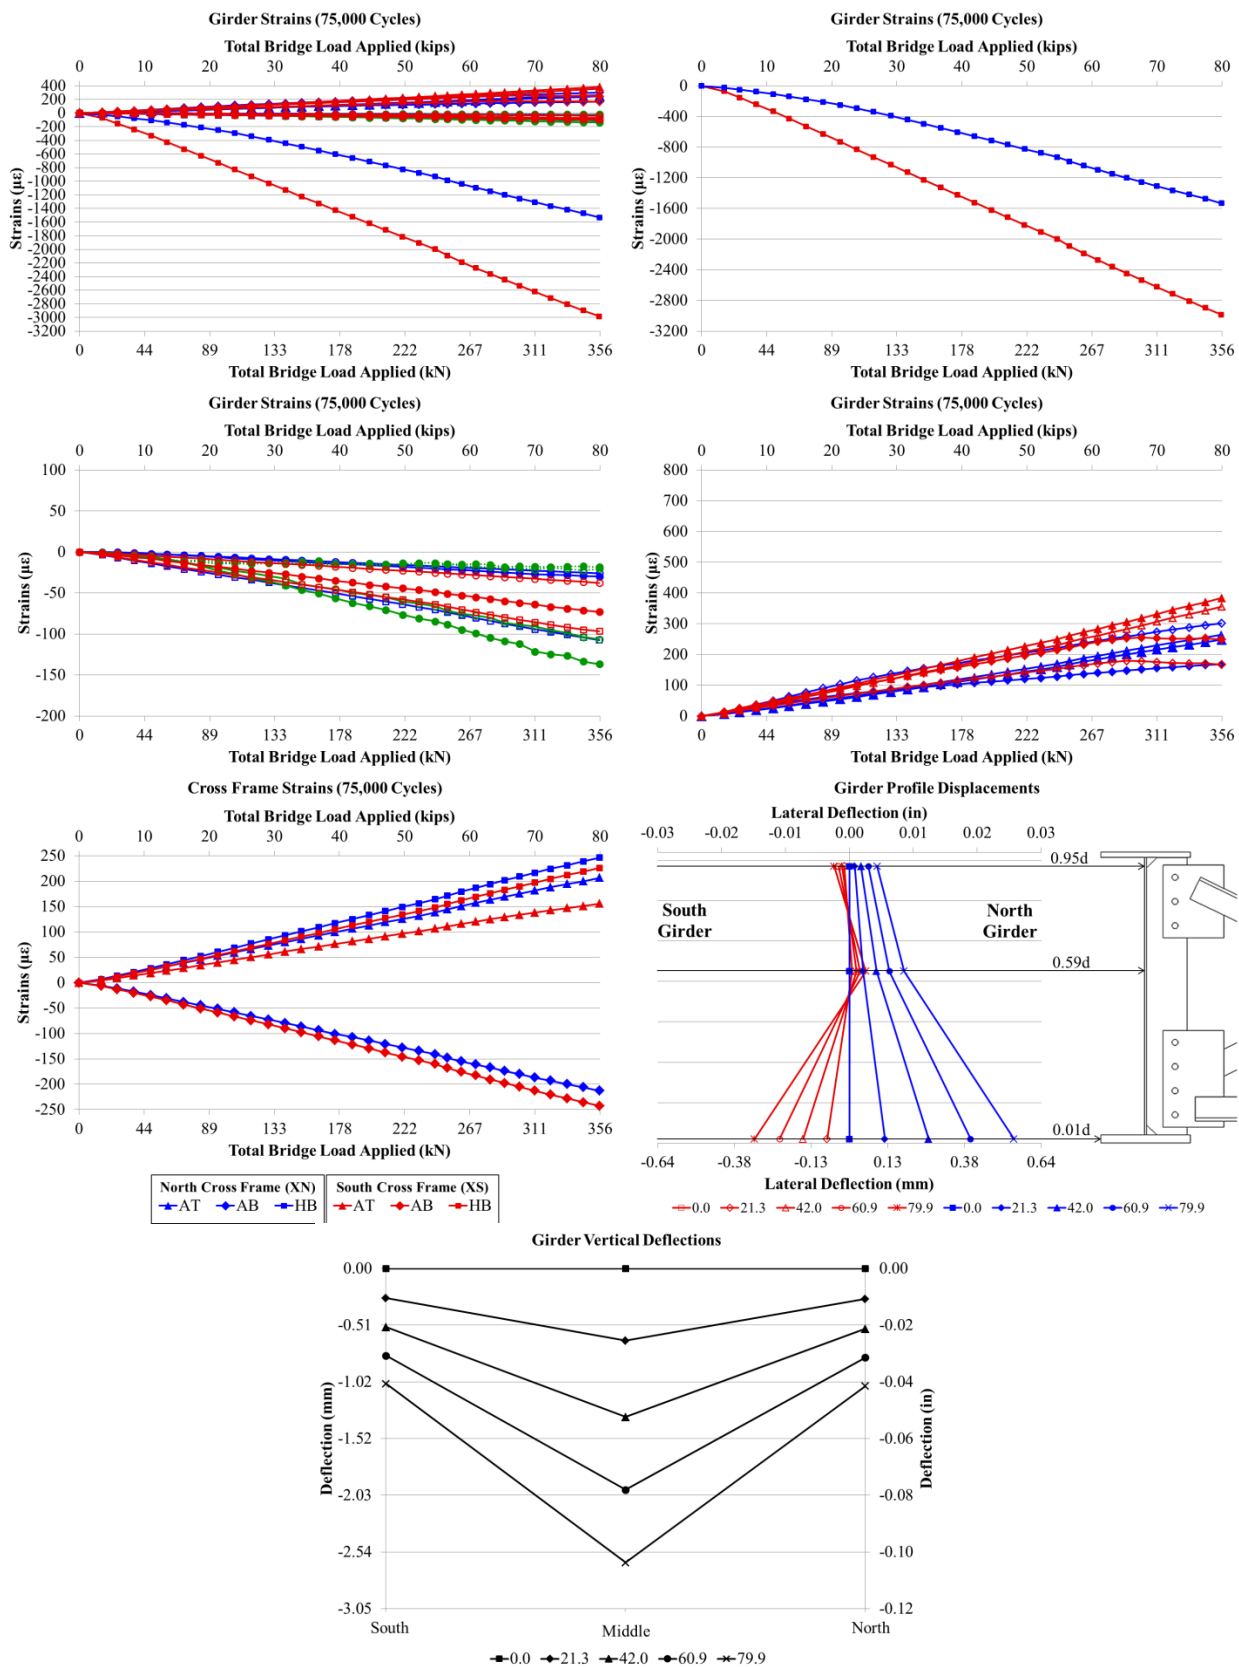 Girder Strains (75,000 Cycles)
Total Bridge Load Applied (kips)
0 10 20 30 40 50 60 70 80
400
200
0
-200
-400
-600
-800
-1000
-1200
-1400
-1600
-1800
-2000
-2200
-2400
-2600
-2800
-3000
-3200
Strains (με)
0 44 89 133 178 222 267 311 356
Total Bridge Load Applied (kN)
Girder Strains (75,000 Cycles)
Total Bridge Load Applied (kips)
0 10 20 30 40 50 60 70 80
0
-400
-800
-1200
-1600
-2000
-2400
-2800
-3200
Strains (με)
0 44 89 133 178 222 267 311 356
Total Bridge Load Applied (kN)
Girder Strains (75,000 Cycles)
Total Bridge Load Applied (kips)
0 10 20 30 40 50 60 70 80
100
50
0
-50
-100
-150
-200
Strains (με)
0 44 89 133 178 222 267 311 356
Total Bridge Load Applied (kN)
Girder Strains (75,000 Cycles)
Total Bridge Load Applied (kips)
0 10 20 30 40 50 60 70 80
800
700
600
500
400
300
200
100
0
Strains (με)
0 44 89 133 178 222 267 311 356
Total Bridge Load Applied (kN)
Cross Frame Strains (75,000 Cycles)
Total Bridge Load Applied (kips)
0 10 20 30 40 50 60 70 80
250
200
150
100
50
0
-50
-100
-150
-200
-250
Strains (με)
0 44 89 133 178 222 267 311 356
Total Bridge Load Applied (kN)
North Cross Frame (XN)
AT AB HB
South Cross Frame (XS)
AT AB HB
Girder Profile Displacements
Lateral Deflection (in)
-0.03 -0.02 -0.01 0.00 0.01 0.02 0.03
0.95d
South Girder
North Girder
0.59d
0.01d
-0.64 -0.38 -0.13 0.13 0.38 0.64
Lateral Deflection (mm)
0.0 21.3 42.0 60.9 79.9 0.0 21.3 42.0 60.9 79.9
Girder Vertical Deflections
0.00
-0.51
-1.02
-1.52
-2.03
-2.54
-3.05
Deflection (mm)
0.00
-0.02
-0.04
-0.06
-0.08
-0.10
-0.12
Deflection (in)
South Middle North
0.0 21.3 42.0 60.9 79.9